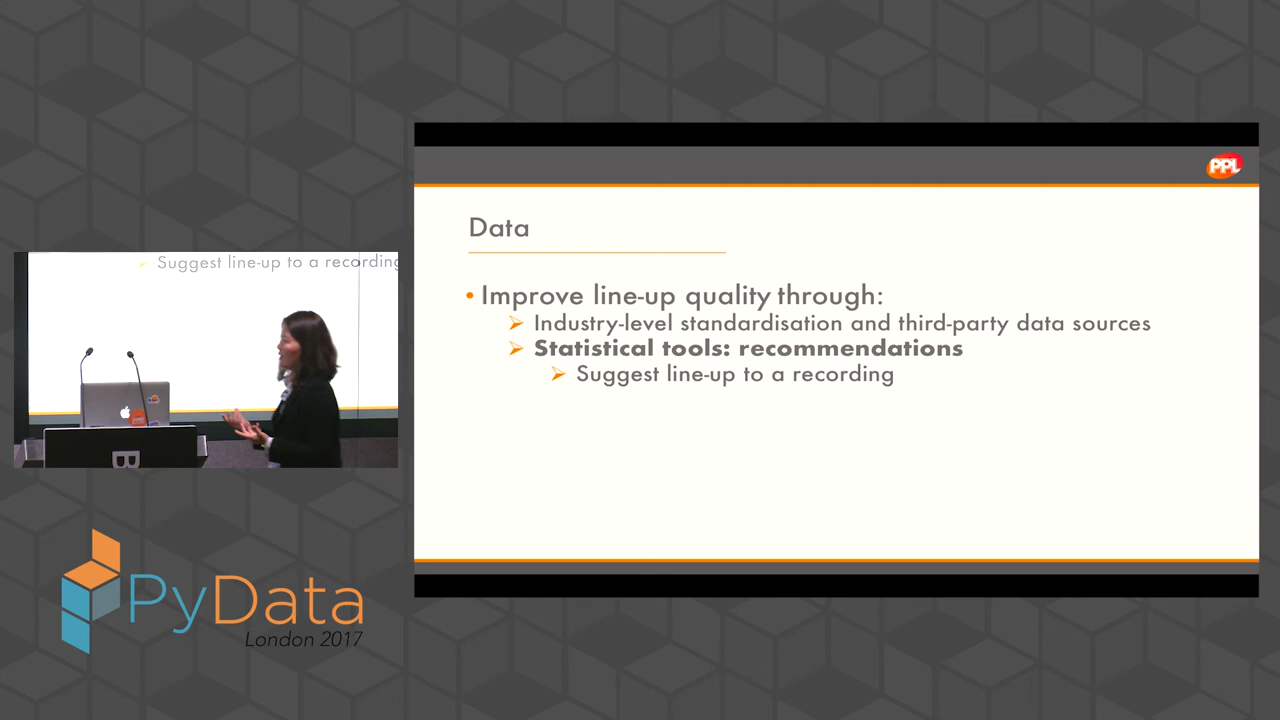 PPL
Data
• Improve line-up quality through:
➢ Industry-level standardisation and third-party data sources
➢ Statistical tools: recommendations
➢ Suggest line-up to a recording
Suggest line-up to a recording
B
PyData
London 2017